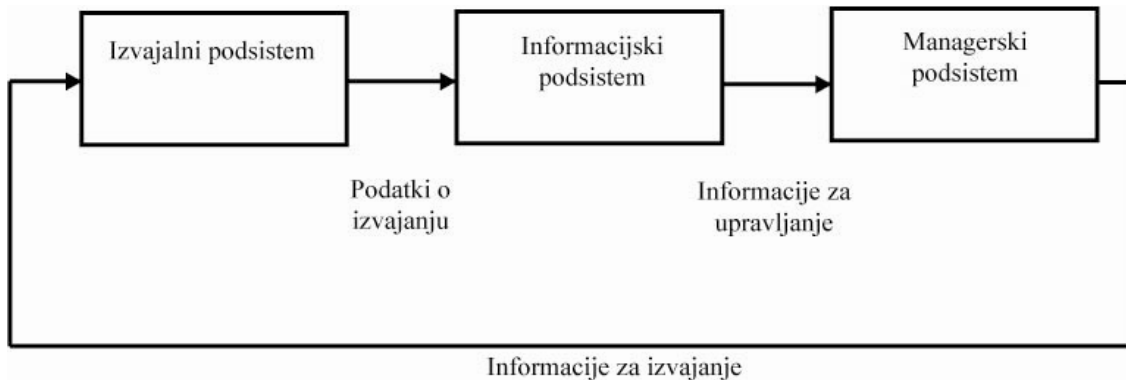 Izvajalni podsistem
Informacijski
podsistem
Managerski
podsistem
Podatki o
izvajanju
Informacije za
upravljanje
Informacije za izvajanje